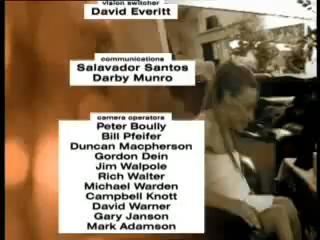 vision switcher
David Everitt
communications
Salavador Santos
Darby Munro
camera operators
Peter Boully
Bill Pfeifer
Duncan Macpherson
Gordon Dein
Jim Walpole
Rich Walter
Michael Warden
Campbell Knott
David Warner
Gary Janson
Mark Adamson